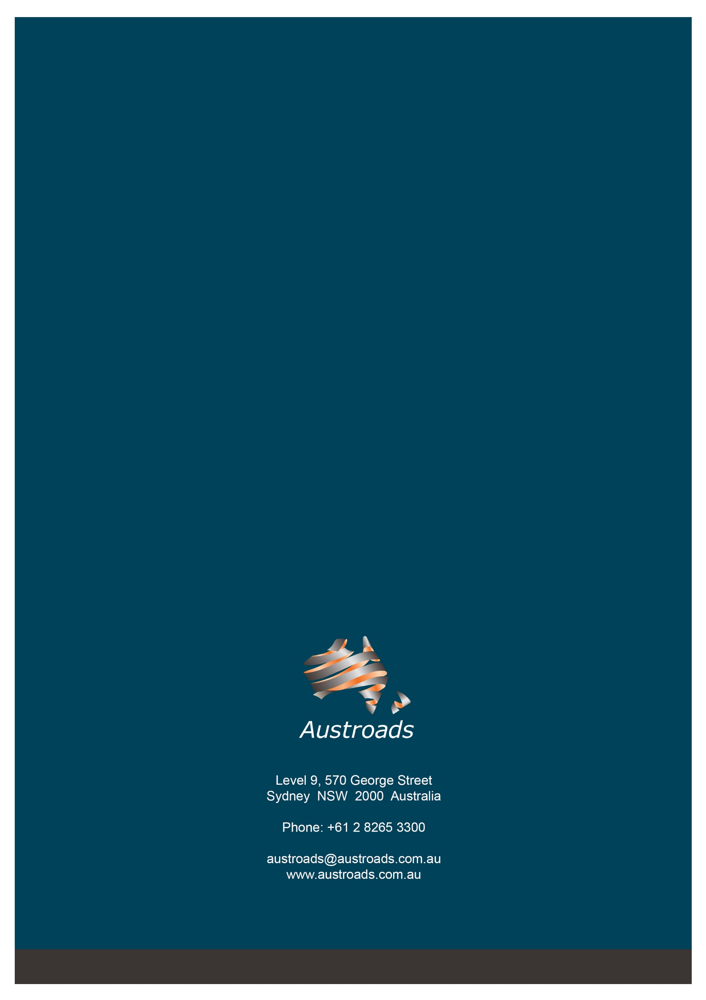 Austroads
Level 9, 570 George Street
Sydney  NSW  2000  Australia
Phone: +61 2 8265 3300
austroads@austroads.com.au
www.austroads.com.au